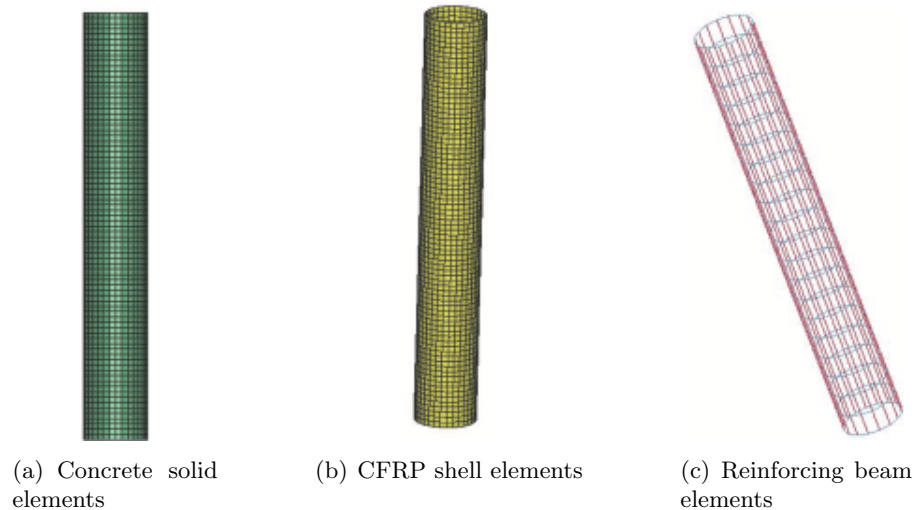 (a) Concrete solid
elements
(b) CFRP shell elements
(c) Reinforcing beam
elements